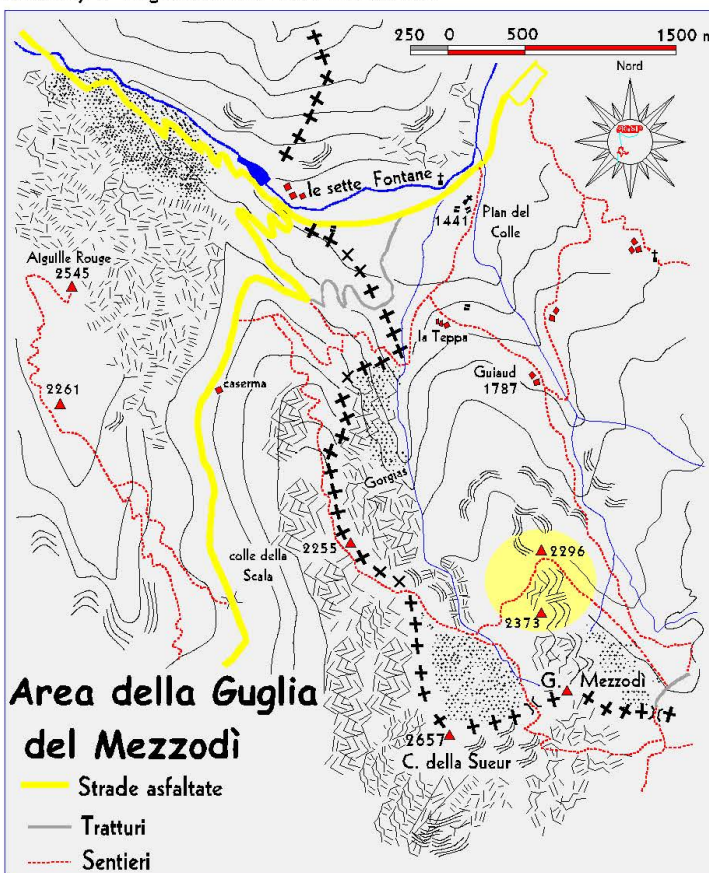 250 0 500 1500 m
Nord
le sette Fontane
1441
Plan del
Colle
Aiguille Rouge
2545
la Teppa
2261
caserma
Guiaud
1787
Gorgias
colle della
Scala
2255
2296
2373
G. Mezzodì
2657
C. della Sueur
Area della Guglia
del Mezzodì
Strade asfaltate
Tratturi
Sentieri